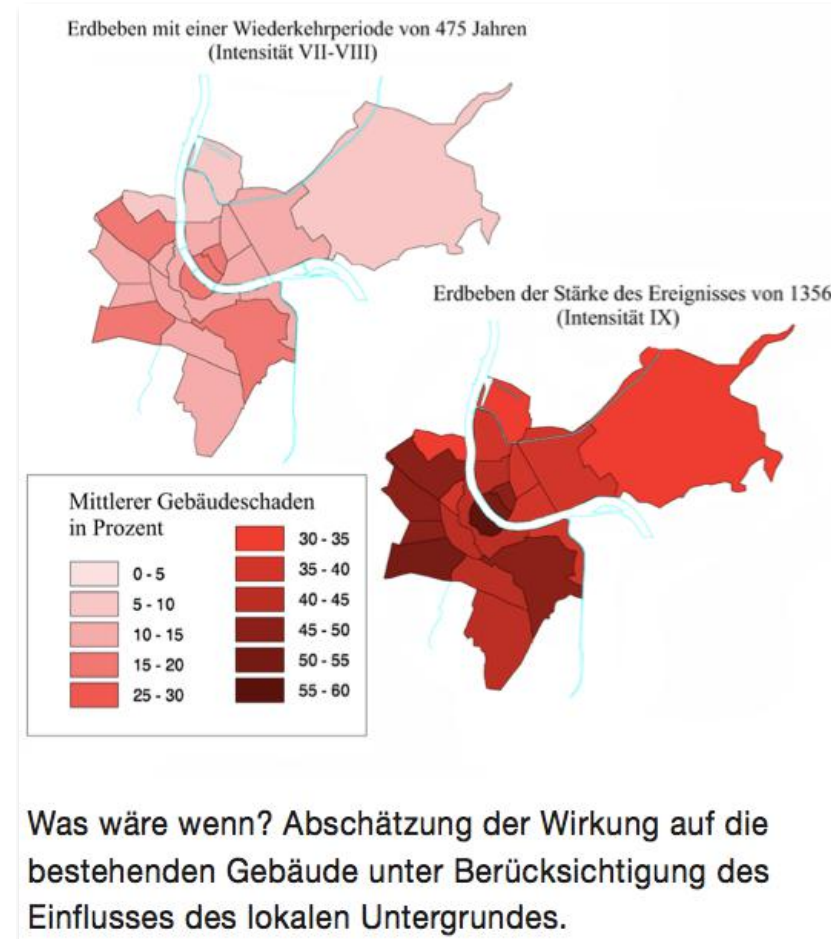 Erdbeben mit einer Wiederkehrperiode von 475 Jahren
(Intensität VII-VIII)
Erdbeben der Stärke des Ereignisses von 1356
(Intensität IX)
Mittlerer Gebäudeschaden
in Prozent
0 - 5
5 - 10
10 - 15
15 - 20
25 - 30
30 - 35
35 - 40
40 - 45
45 - 50
50 - 55
55 - 60
Was wäre wenn? Abschätzung der Wirkung auf die
bestehenden Gebäude unter Berücksichtigung des
Einflusses des lokalen Untergrundes.